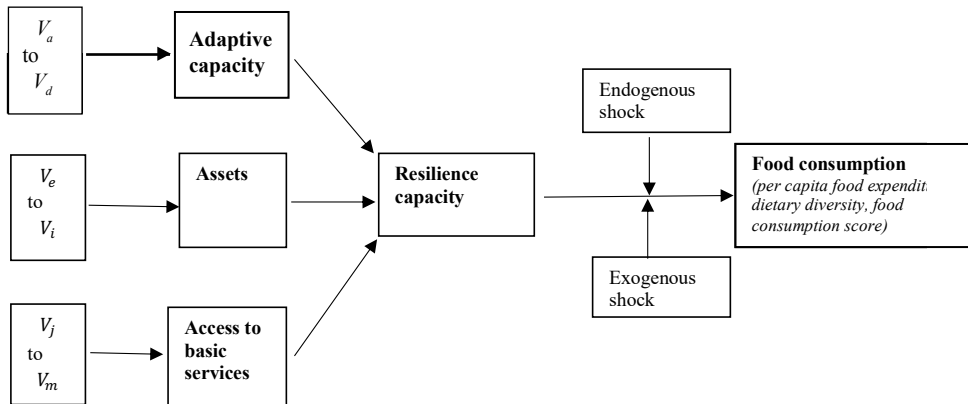 V_a
to
V_d
Adaptive
capacity
V_e
to
V_i
Assets
V_j
to
V_m
Access to
basic
services
Resilience
capacity
Endogenous
shock
Exogenous
shock
Food consumption
(per capita food expendit
dietary diversity, food
consumption score)